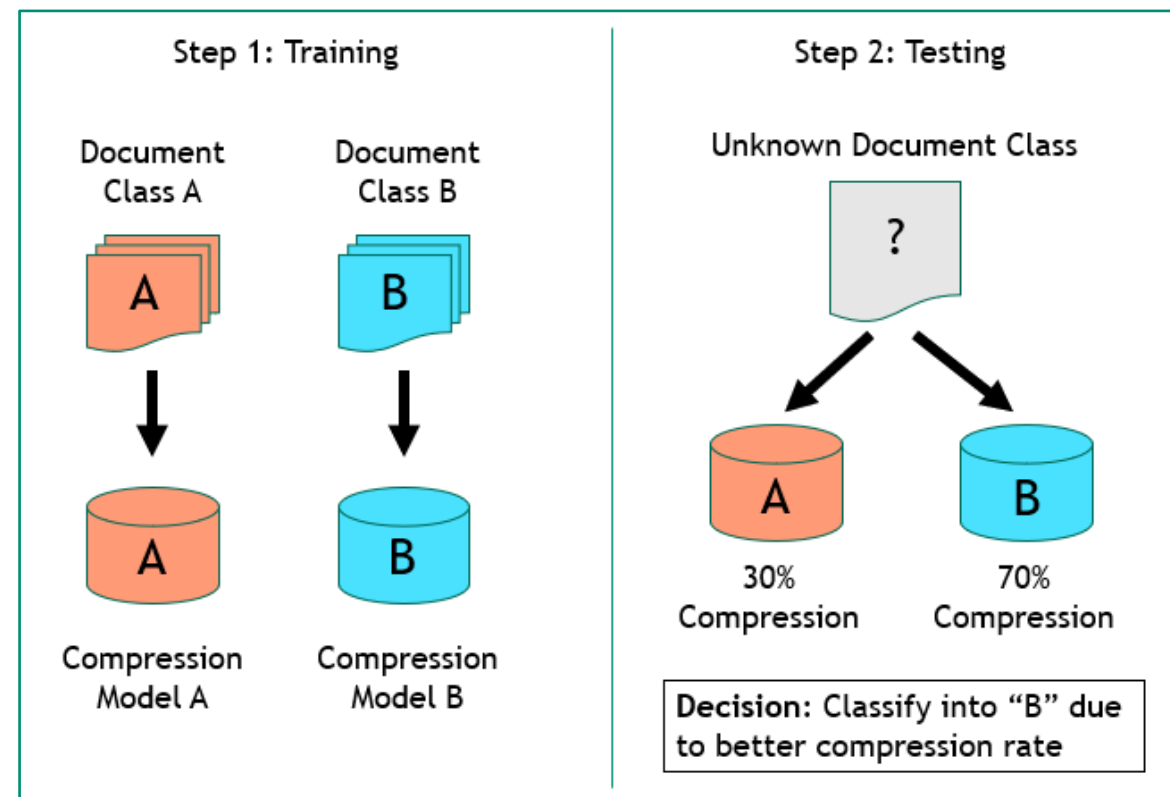 Step 1: Training
Document
Class A
Document
Class B
A
B
A
B
Compression
Model A
Compression
Model B
Step 2: Testing
Unknown Document Class
?
A
B
30%
Compression
70%
Compression
Decision: Classify into “B” due
to better compression rate